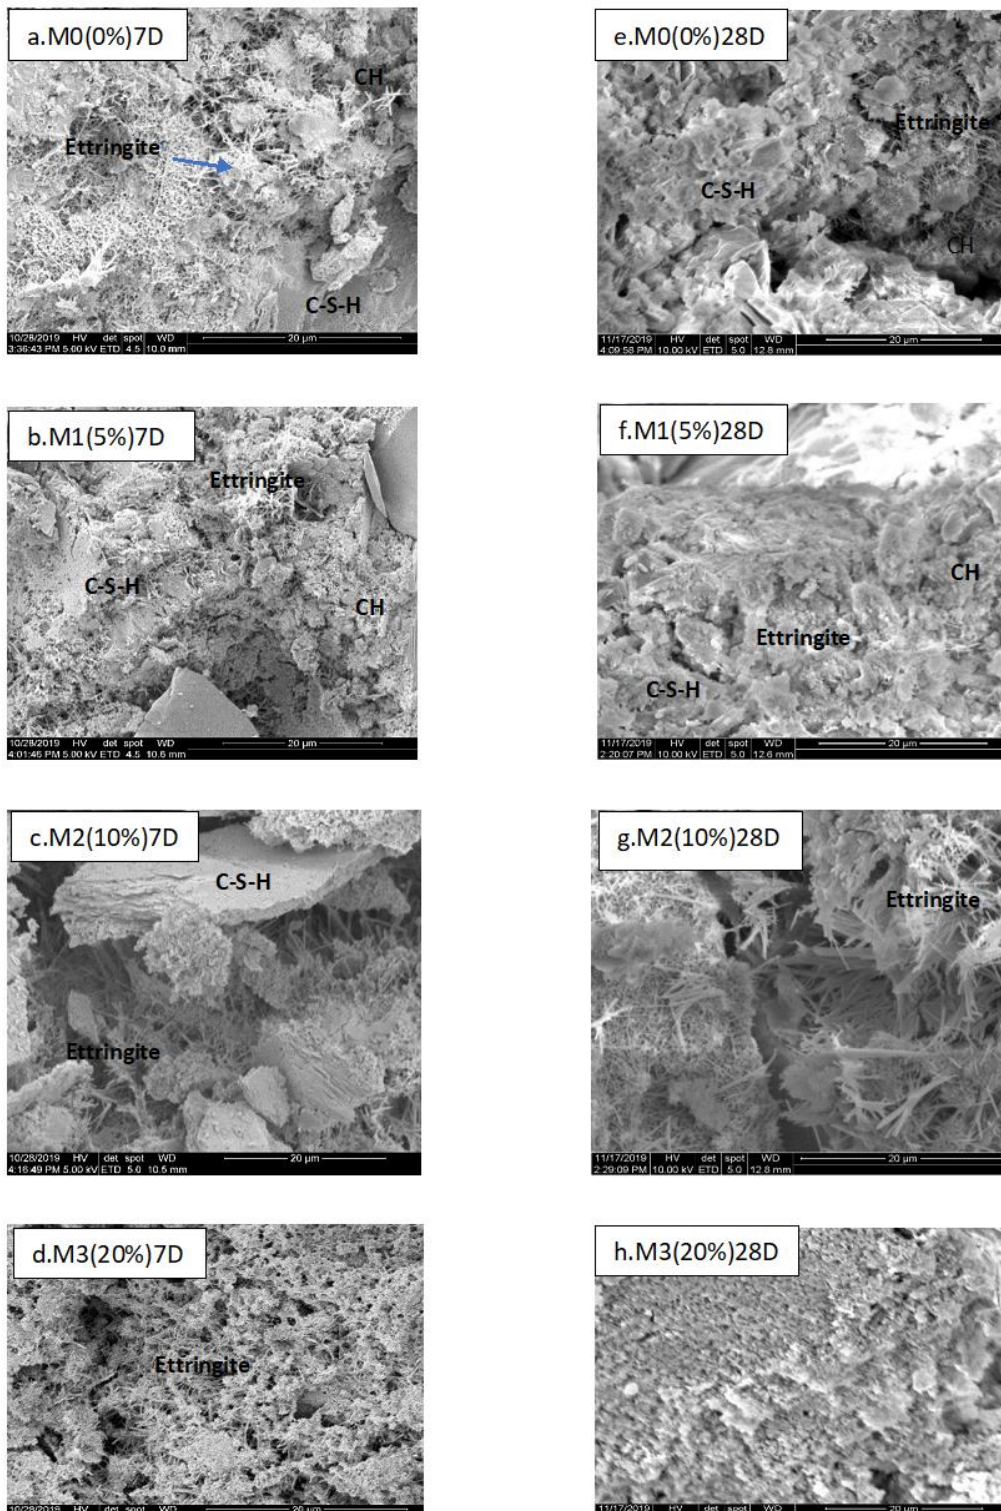 a.M0(0%)7D
CH
Ettringite
C-S-H
10/28/2019 HV det spot WD 20 µm
3:36:43 PM 5.00 kV ETD 4.5 10.0 mm
e.M0(0%)28D
Ettringite
C-S-H
CH
11/17/2019 HV det spot WD 20 µm
4:09:58 PM 10.00 kV ETD 5.0 12.8 mm
b.M1(5%)7D
Ettringite
C-S-H
CH
10/28/2019 HV det spot WD 20 µm
4:01:46 PM 5.00 kV ETD 4.5 10.6 mm
f.M1(5%)28D
CH
Ettringite
C-S-H
11/17/2019 HV det spot WD 20 µm
2:20:07 PM 10.00 kV ETD 5.0 12.6 mm
c.M2(10%)7D
C-S-H
Ettringite
10/28/2019 HV det spot WD 20 µm
4:16:49 PM 5.00 kV ETD 5.0 10.5 mm
g.M2(10%)28D
Ettringite
11/17/2019 HV det spot WD 20 µm
2:29:09 PM 10.00 kV ETD 5.0 12.8 mm
d.M3(20%)7D
Ettringite
10/28/2019 HV det spot WD 20 µm
h.M3(20%)28D
11/17/2019 HV det spot WD 20 µm